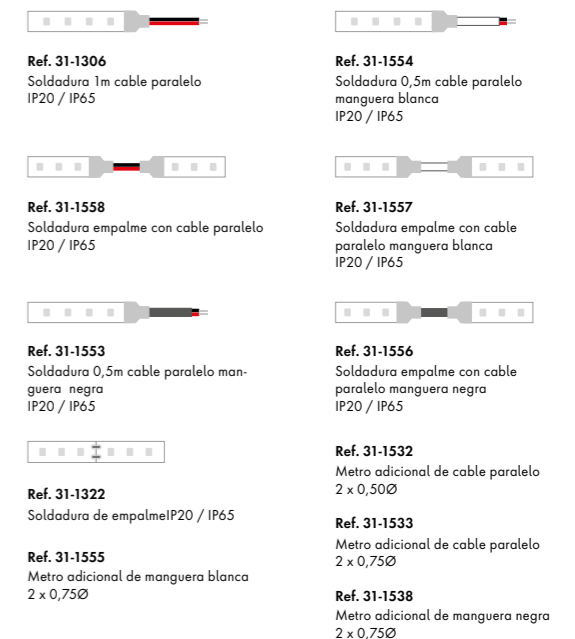 Ref. 31-1306
Soldadura 1m cable paralelo
IP20 / IP65
Ref. 31-1554
Soldadura 0,5m cable paralelo
manguera blanca
IP20 / IP65
Ref. 31-1558
Soldadura empalme con cable paralelo
IP20 / IP65
Ref. 31-1557
Soldadura empalme con cable
paralelo manguera blanca
IP20 / IP65
Ref. 31-1553
Soldadura 0,5m cable paralelo man-
guera negra
IP20 / IP65
Ref. 31-1556
Soldadura empalme con cable
paralelo manguera negra
IP20 / IP65
Ref. 31-1322
Soldadura de empalmeIP20 / IP65
Ref. 31-1555
Metro adicional de manguera blanca
2 x 0,75Ø
Ref. 31-1532
Metro adicional de cable paralelo
2 x 0,50Ø
Ref. 31-1533
Metro adicional de cable paralelo
2 x 0,75Ø
Ref. 31-1538
Metro adicional de manguera negra
2 x 0,75Ø